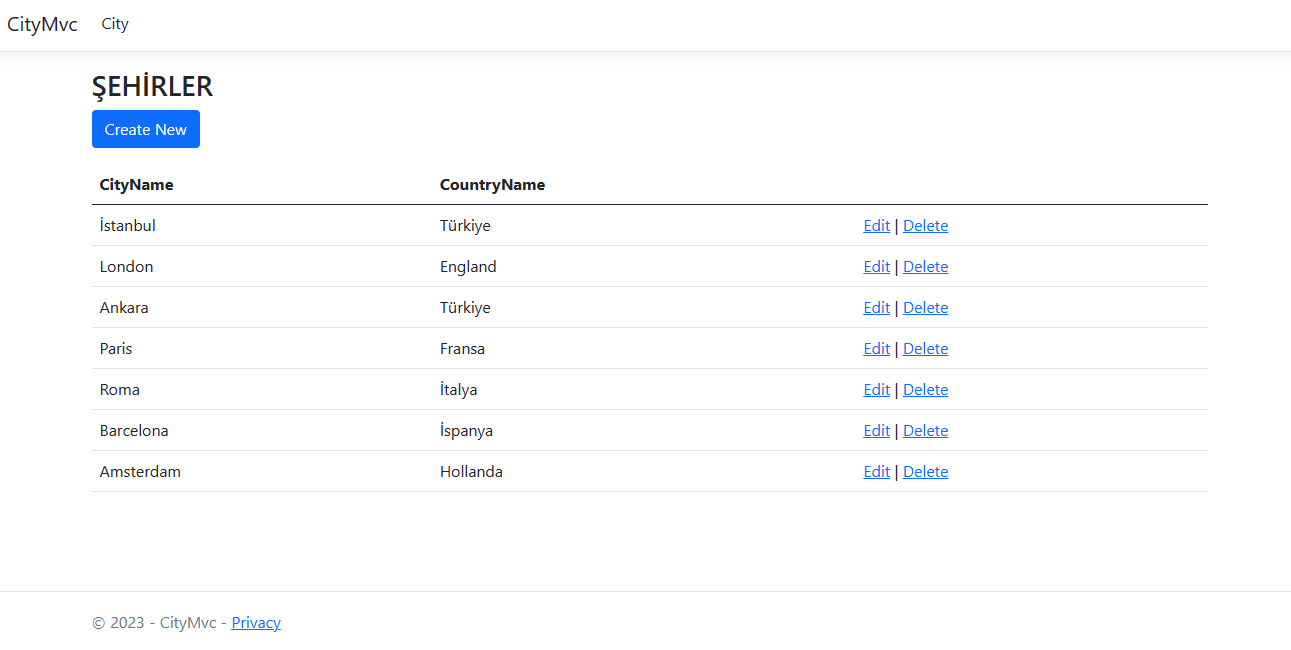 CityMvc City
ŞEHİRLER
Create New
CityName CountryName
İstanbul Türkiye Edit | Delete
London England Edit | Delete
Ankara Türkiye Edit | Delete
Paris Fransa Edit | Delete
Roma İtalya Edit | Delete
Barcelona İspanya Edit | Delete
Amsterdam Hollanda Edit | Delete
© 2023 - CityMvc - Privacy